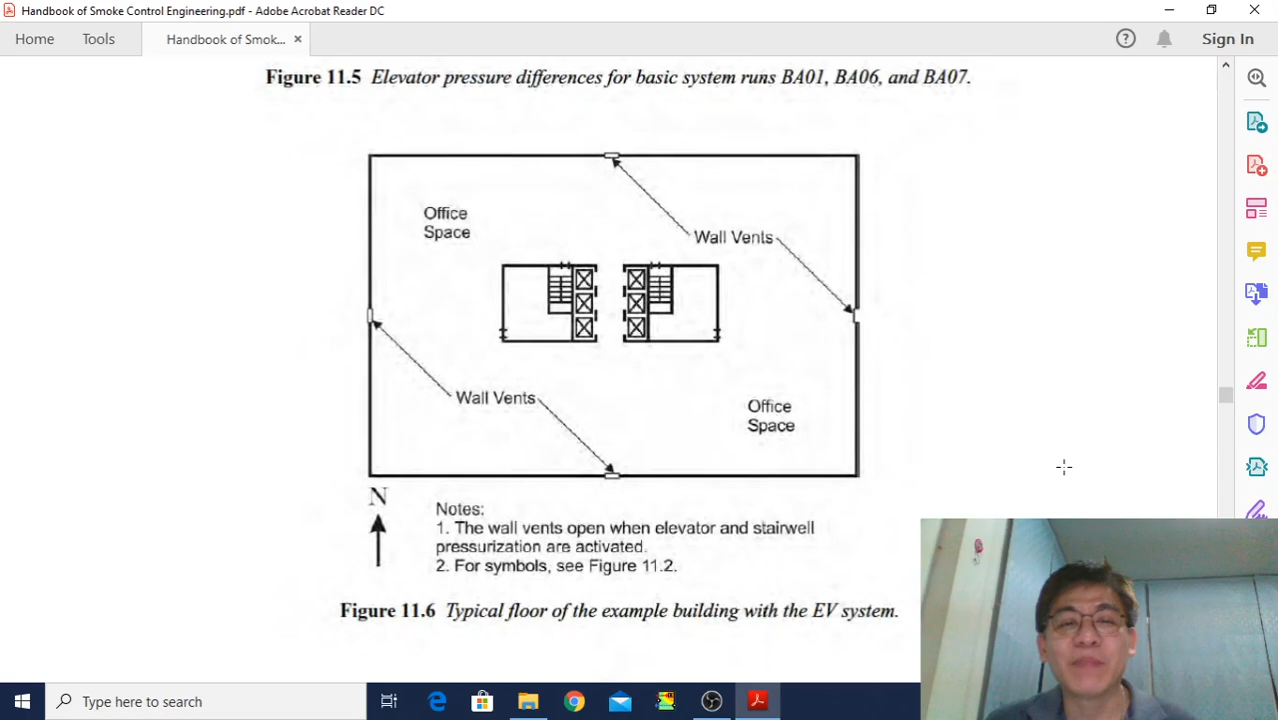 Handbook of Smoke Control Engineering.pdf - Adobe Acrobat Reader DC
Home
Tools
Handbook of Smok...
Sign In
Figure 11.5 Elevator pressure differences for basic system runs BA01, BA06, and BA07.
Office
Space
Wall Vents
Wall Vents
Office
Space
N
Notes:
1. The wall vents open when elevator and stairwell
pressurization are activated.
2. For symbols, see Figure 11.2.
Figure 11.6 Typical floor of the example building with the EV system.
Type here to search